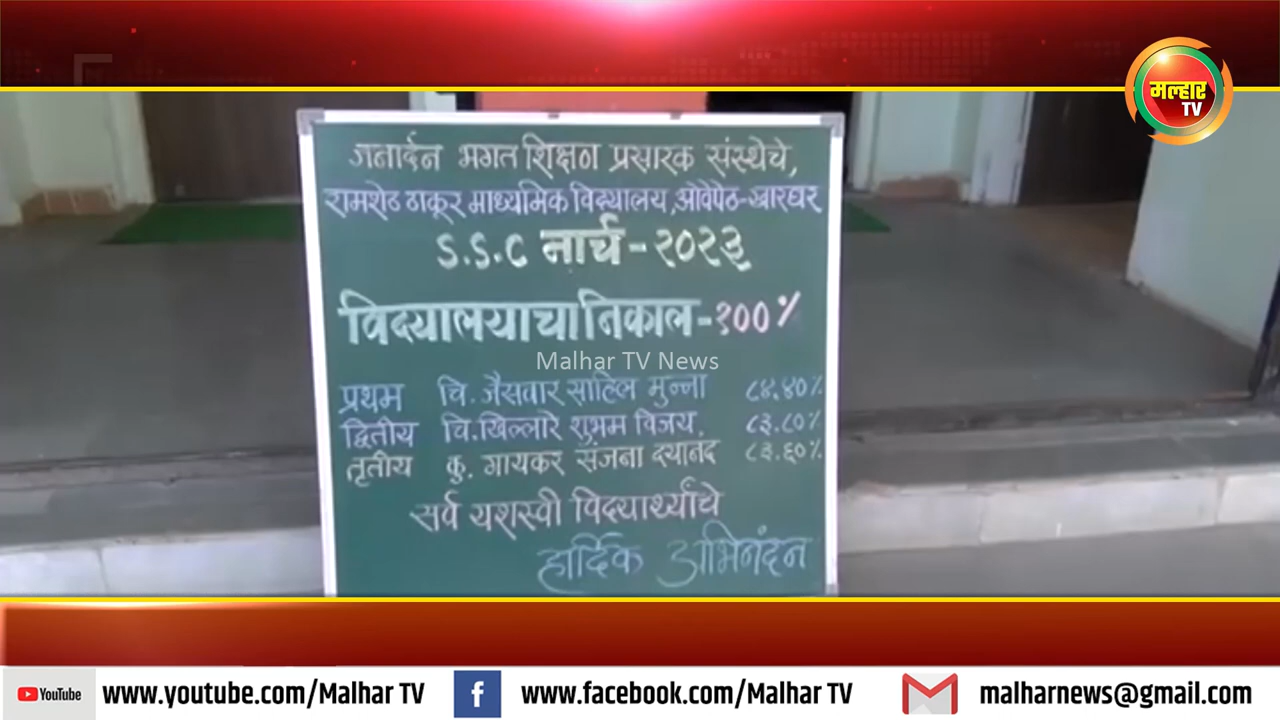 मल्हार
TV
जनार्दन भगत शिक्षण प्रसारक संस्थेचे,
रामशेठ ठाकूर माध्यमिक विद्यालय, ओवेपेठ-खारघर
S.S.C मार्च - २०२३
विद्यालयाचा निकाल - १००%
Malhar TV News
प्रथम चि. जैसवार साहिल मुन्ना ८४.४०%
द्वितीय चि. खिल्लारे शुभम विजय. ८३.८०%
तृतीय कु. गायकर संजना दयानंद ८३.६०%
सर्व यशस्वी विद्यार्थ्यांचे
हार्दिक अभिनंदन
YouTube www.youtube.com/Malhar TV f www.facebook.com/Malhar TV malharnews@gmail.com